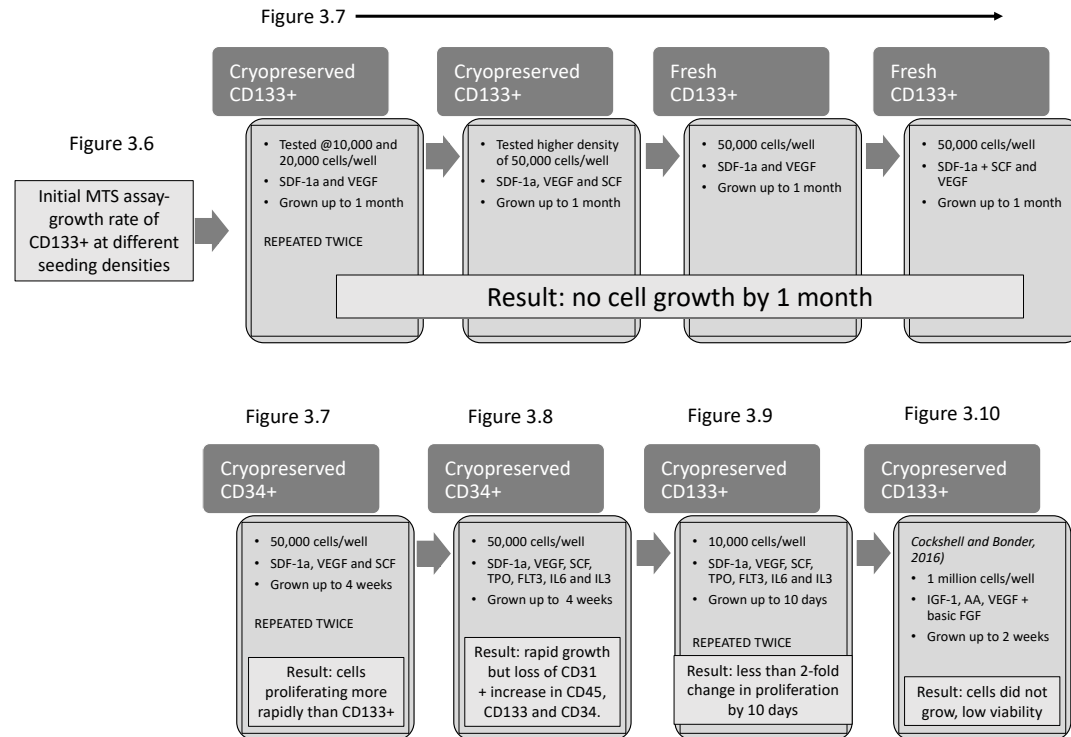 Figure 3.7
Cryopreserved
CD133+
Cryopreserved
CD133+
Fresh
CD133+
Fresh
CD133+
Figure 3.6
Initial MTS assay-
growth rate of
CD133+ at different
seeding densities
• Tested @10,000 and
20,000 cells/well
• SDF-1a and VEGF
• Grown up to 1 month
REPEATED TWICE
• Tested higher density
of 50,000 cells/well
• SDF-1a, VEGF and SCF
• Grown up to 1 month
• 50,000 cells/well
• SDF-1a and VEGF
• Grown up to 1 month
• 50,000 cells/well
• SDF-1a + SCF and
VEGF
• Grown up to 1 month
Result: no cell growth by 1 month
Figure 3.7
Cryopreserved
CD34+
• 50,000 cells/well
• SDF-1a, VEGF and SCF
• Grown up to 4 weeks
REPEATED TWICE
Result: cells
proliferating more
rapidly than CD133+
Figure 3.8
Cryopreserved
CD34+
• 50,000 cells/well
• SDF-1a, VEGF, SCF,
TPO, FLT3, IL6 and IL3
• Grown up to  4 weeks
Result: rapid growth
but loss of CD31
+ increase in CD45,
CD133 and CD34.
Figure 3.9
Cryopreserved
CD133+
• 10,000 cells/well
• SDF-1a, VEGF, SCF,
TPO, FLT3, IL6 and IL3
• Grown up to 10 days
REPEATED TWICE
Result: less than 2-fold
change in proliferation
by 10 days
Figure 3.10
Cryopreserved
CD133+
Cockshell and Bonder,
2016)
• 1 million cells/well
• IGF-1, AA, VEGF +
basic FGF
• Grown up to 2 weeks
Result: cells did not
grow, low viability